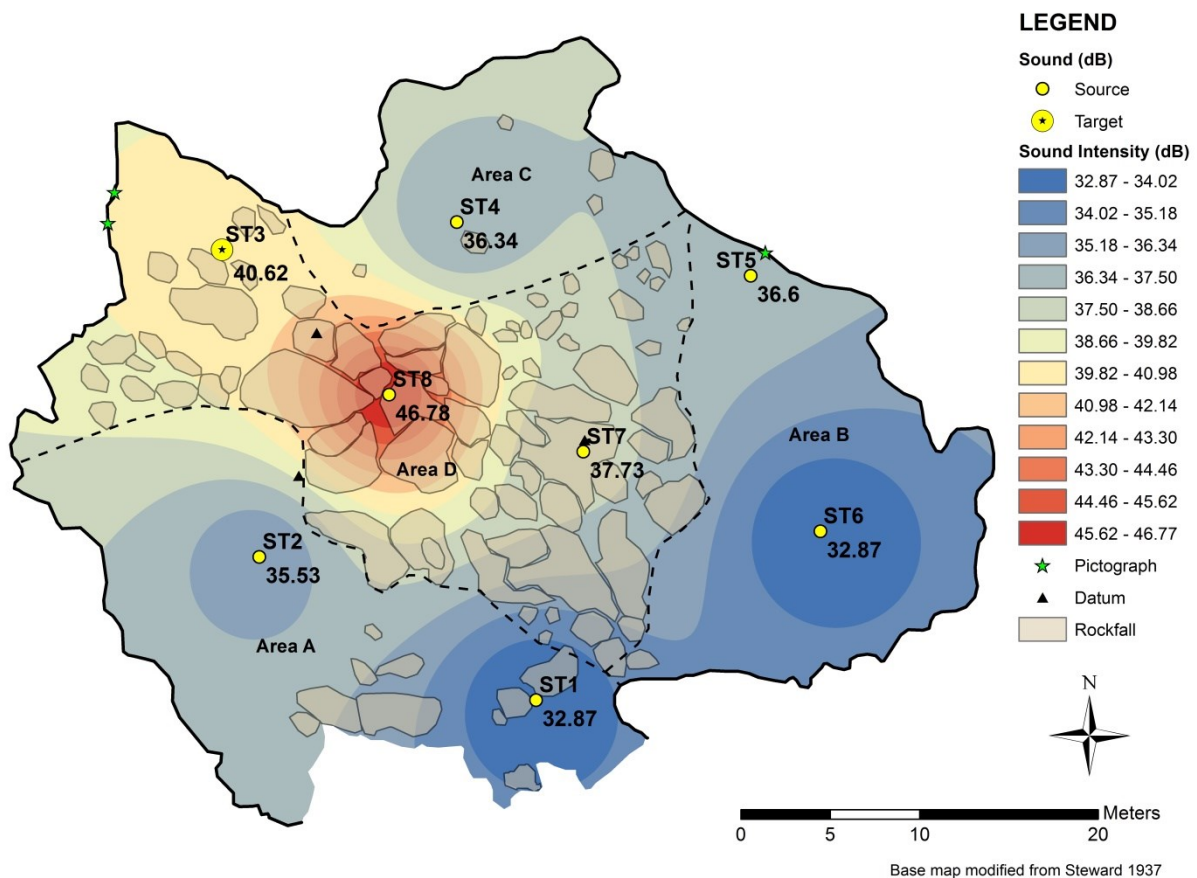 Area C
ST4
36.34
ST3
40.62
ST5
36.6
ST8
46.78
Area D
ST7
37.73
Area B
ST6
32.87
ST2
35.53
Area A
ST1
32.87
LEGEND
Sound (dB)
Source
Target
Sound Intensity (dB)
32.87 - 34.02
34.02 - 35.18
35.18 - 36.34
36.34 - 37.50
37.50 - 38.66
38.66 - 39.82
39.82 - 40.98
40.98 - 42.14
42.14 - 43.30
43.30 - 44.46
44.46 - 45.62
45.62 - 46.77
Pictograph
Datum
Rockfall
N
Meters
0 5 10 20
Base map modified from Steward 1937